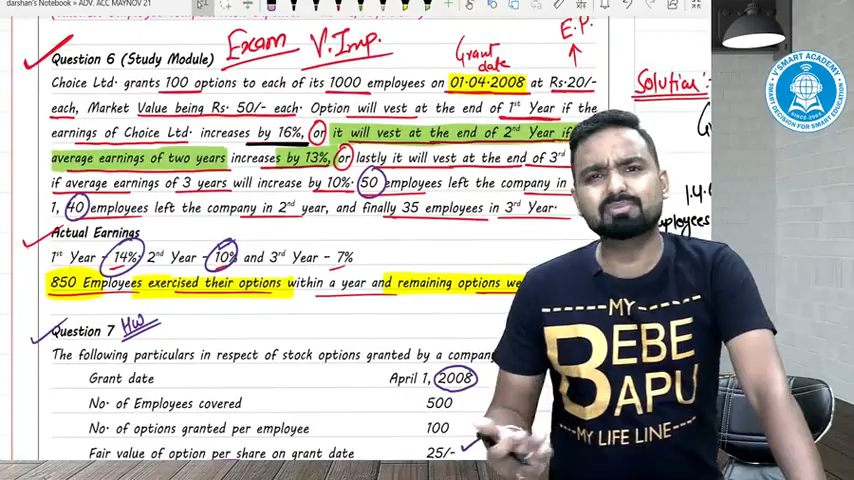 darshan's Notebook » ADV. ACC MAYNOV 21
Question 6 (Study Module)
Exam V.Imp.
Grant date
E.P.
Solution:-
Choice Ltd. grants 100 options to each of its 1000 employees on 01.04.2008 at Rs.20/-
each, Market Value being Rs. 50/- each. Option will vest at the end of 1st Year if the
earnings of Choice Ltd. increases by 16%, or it will vest at the end of 2nd Year if
average earnings of two years increases by 13%, or lastly it will vest at the end of 3rd
if average earnings of 3 years will increase by 10%. 50 employees left the company in
1, 40 employees left the company in 2nd year, and finally 35 employees in 3rd Year.
1.4.
Actual Earnings
1st Year - 14%; 2nd Year - 10% and 3rd Year - 7%
850 Employees exercised their options within a year and remaining options
Question 7 HW
The following particulars in respect of stock options granted by a company
Grant date April 1, 2008
No. of Employees covered 500
No. of options granted per employee 100
Fair value of option per share on grant date 25/-
V'SMART ACADEMY
SINCE-2003
WE SMART EDUCATION
MY
BEBE
BAPU
MY LIFE LINE